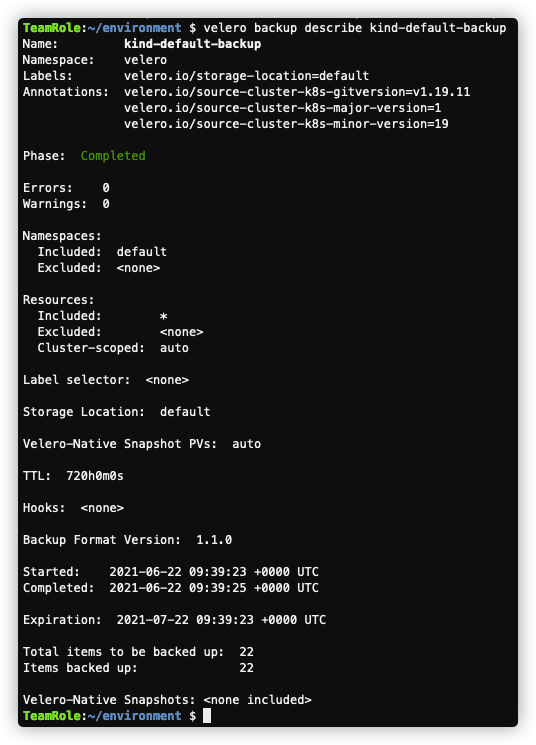 TeamRole:~/environment $ velero backup describe kind-default-backup
Name:         kind-default-backup
Namespace:    velero
Labels:       velero.io/storage-location=default
Annotations:  velero.io/source-cluster-k8s-gitversion=v1.19.11
              velero.io/source-cluster-k8s-major-version=1
              velero.io/source-cluster-k8s-minor-version=19
Phase:  Completed
Errors:    0
Warnings:  0
Namespaces:
  Included:  default
  Excluded:  <none>
Resources:
  Included:        *
  Excluded:        <none>
  Cluster-scoped:  auto
Label selector:  <none>
Storage Location:  default
Velero-Native Snapshot PVs:  auto
TTL:  720h0m0s
Hooks:  <none>
Backup Format Version:  1.1.0
Started:    2021-06-22 09:39:23 +0000 UTC
Completed:  2021-06-22 09:39:25 +0000 UTC
Expiration:  2021-07-22 09:39:23 +0000 UTC
Total items to be backed up:  22
Items backed up:              22
Velero-Native Snapshots: <none included>
TeamRole:~/environment $